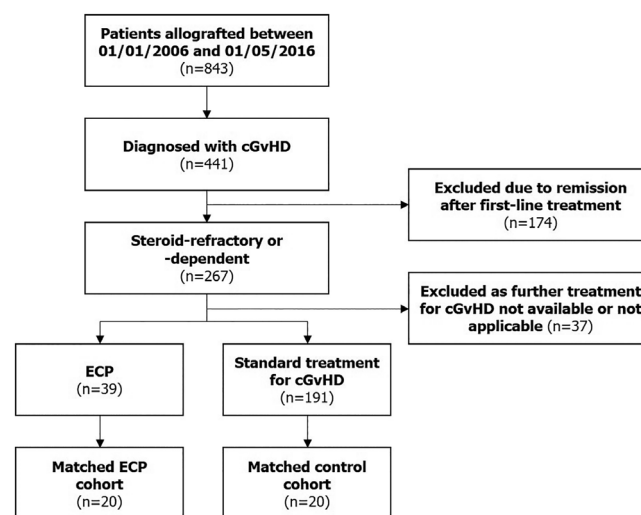 Patients allografted between
01/01/2006 and 01/05/2016
(n=843)
Diagnosed with cGvHD
(n=441)
Excluded due to remission
after first-line treatment
(n=174)
Steroid-refractory or
-dependent
(n=267)
Excluded as further treatment
for cGvHD not available or not
applicable (n=37)
ECP
(n=39)
Standard treatment
for cGvHD
(n=191)
Matched ECP
cohort
(n=20)
Matched control
cohort
(n=20)